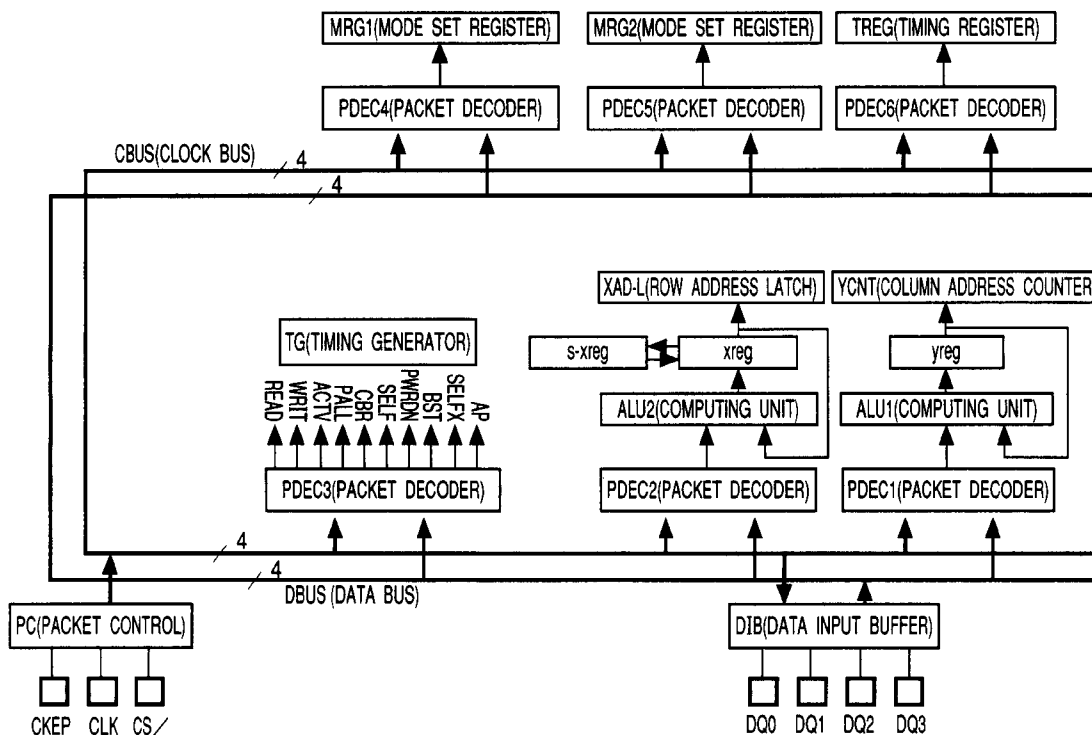 MRG1(MODE SET REGISTER) MRG2(MODE SET REGISTER) TREG(TIMING REGISTER)
PDEC4(PACKET DECODER) PDEC5(PACKET DECODER) PDEC6(PACKET DECODER)
CBUS(CLOCK BUS) 4
4
XAD-L(ROW ADDRESS LATCH) YCNT(COLUMN ADDRESS COUNTER
TG(TIMING GENERATOR)
s-xreg xreg yreg
READ
WRIT
ACTV
PALL
CBR
SELF
PWRDN
BST
SELFX
AP
ALU2(COMPUTING UNIT) ALU1(COMPUTING UNIT)
PDEC3(PACKET DECODER) PDEC2(PACKET DECODER) PDEC1(PACKET DECODER)
4
4
DBUS(DATA BUS)
PC(PACKET CONTROL) DIB(DATA INPUT BUFFER)
CKEP CLK CS/ DQ0 DQ1 DQ2 DQ3